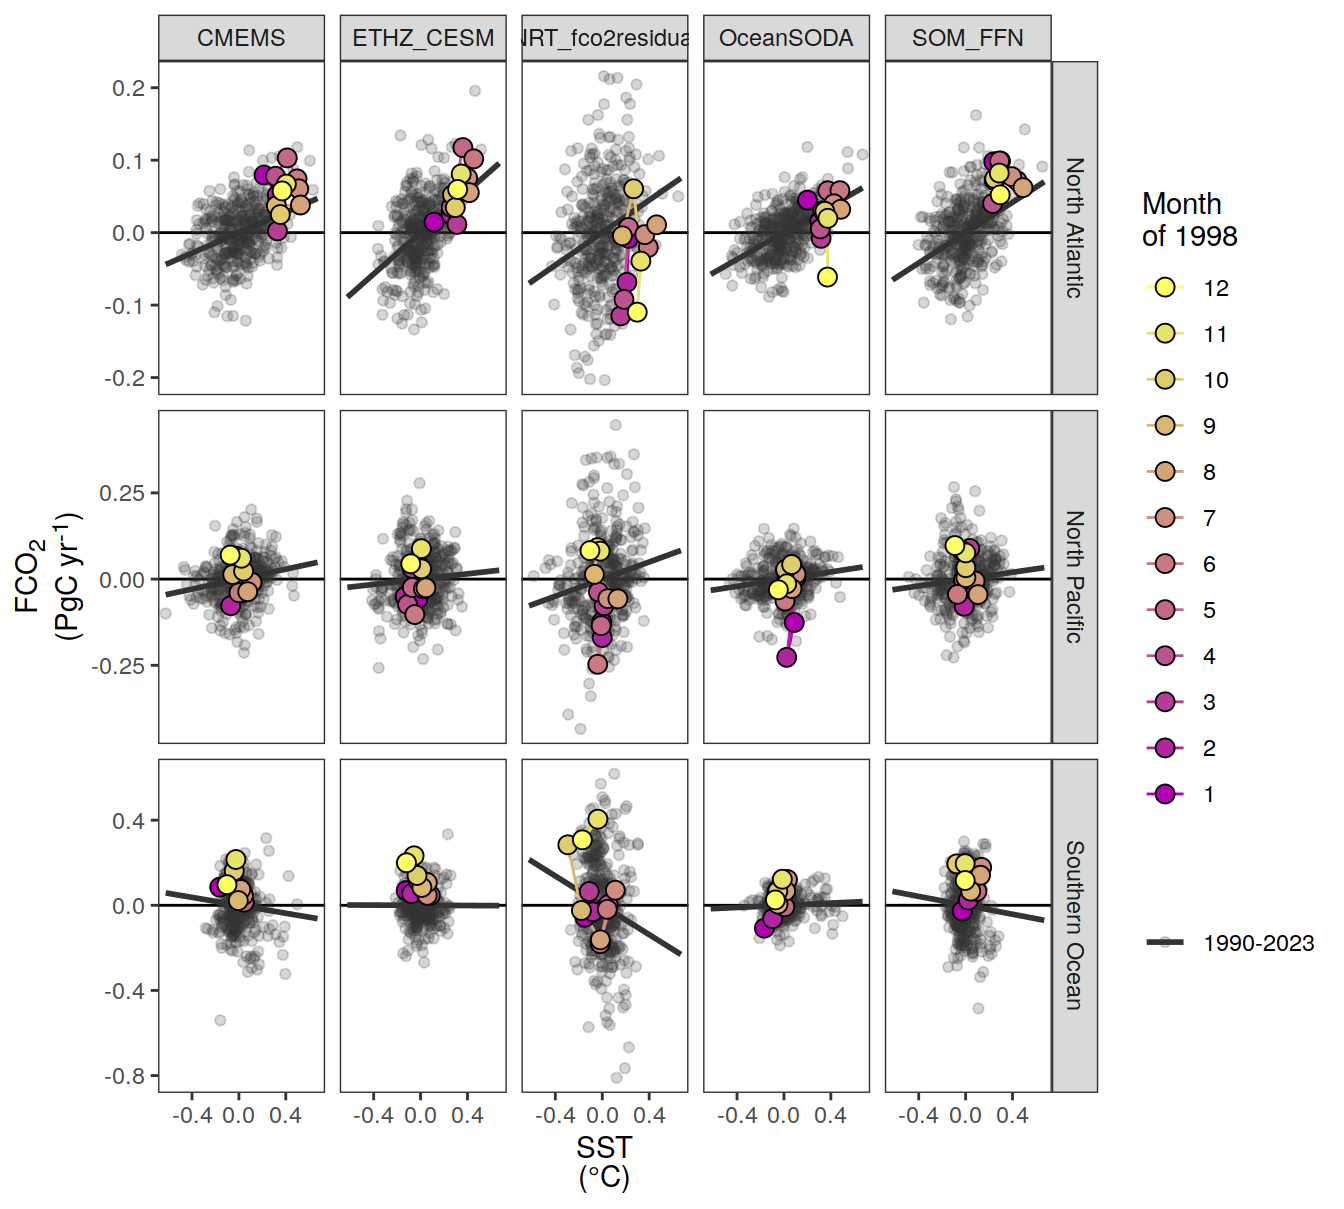 CMEMS
ETHZ_CESM
NRT_fco2residua
OceanSODA
SOM_FFN
0.2
0.1
0.0
-0.1
-0.2
North Atlantic
0.25
0.00
-0.25
North Pacific
0.4
0.0
-0.4
-0.8
Southern Ocean
-0.4 0.0 0.4
-0.4 0.0 0.4
-0.4 0.0 0.4
-0.4 0.0 0.4
-0.4 0.0 0.4
SST
(°C)
FCO₂
(PgC yr⁻¹)
Month
of 1998
12
11
10
9
8
7
6
5
4
3
2
1
1990-2023